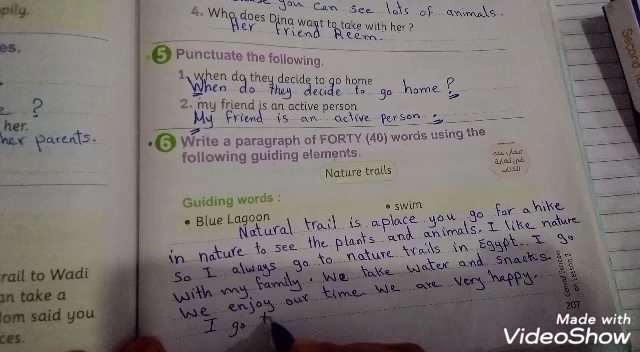 pily.
you can see lots of animals.
4. Who does Dina want to take with her ?
Her friend Reem.
es.
5 Punctuate the following.
1. when do they decide to go home
When do they decide to go home ?
?
2. my friend is an active person
My friend is an active person .
her.
her parents.
6 Write a paragraph of FORTY (40) words using the
following guiding elements.
Nature trails
Guiding words :
• Blue Lagoon
• swim
Natural trail is aplace you go for a hike
in nature to see the plants and animals. I like nature
So I always go to nature trails in Egypt. I go
with my family. We take water and snacks.
We enjoy our time. We are very happy.
I go t
rail to Wadi
an take a
om said you
ces.
207
Made with
VideoShow